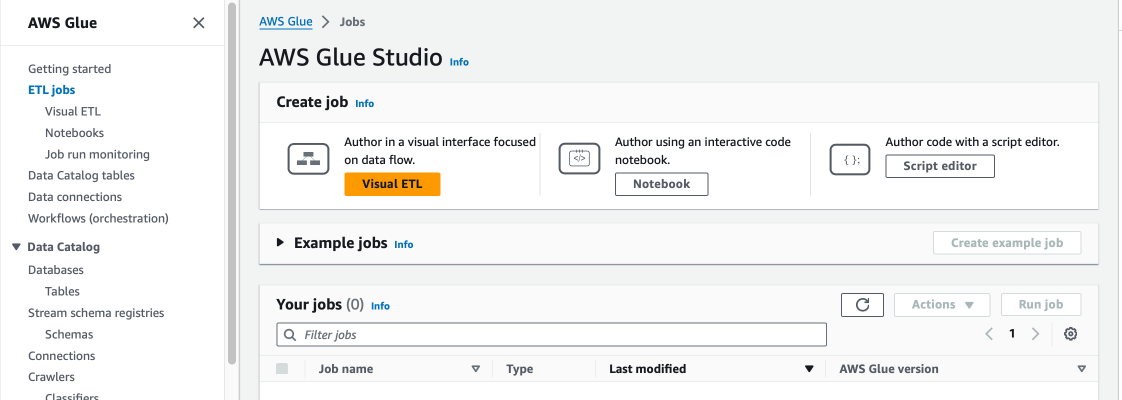 AWS Glue
Getting started
ETL jobs
Visual ETL
Notebooks
Job run monitoring
Data Catalog tables
Data connections
Workflows (orchestration)
Data Catalog
Databases
Tables
Stream schema registries
Schemas
Connections
Crawlers
Classifiers
AWS Glue > Jobs
AWS Glue Studio Info
Create job Info
Author in a visual interface focused
on data flow.
Visual ETL
Author using an interactive code
notebook.
Notebook
Author code with a script editor.
Script editor
Example jobs Info
Create example job
Your jobs (0) Info
Actions
Run job
Filter jobs
1
Job name Type Last modified AWS Glue version